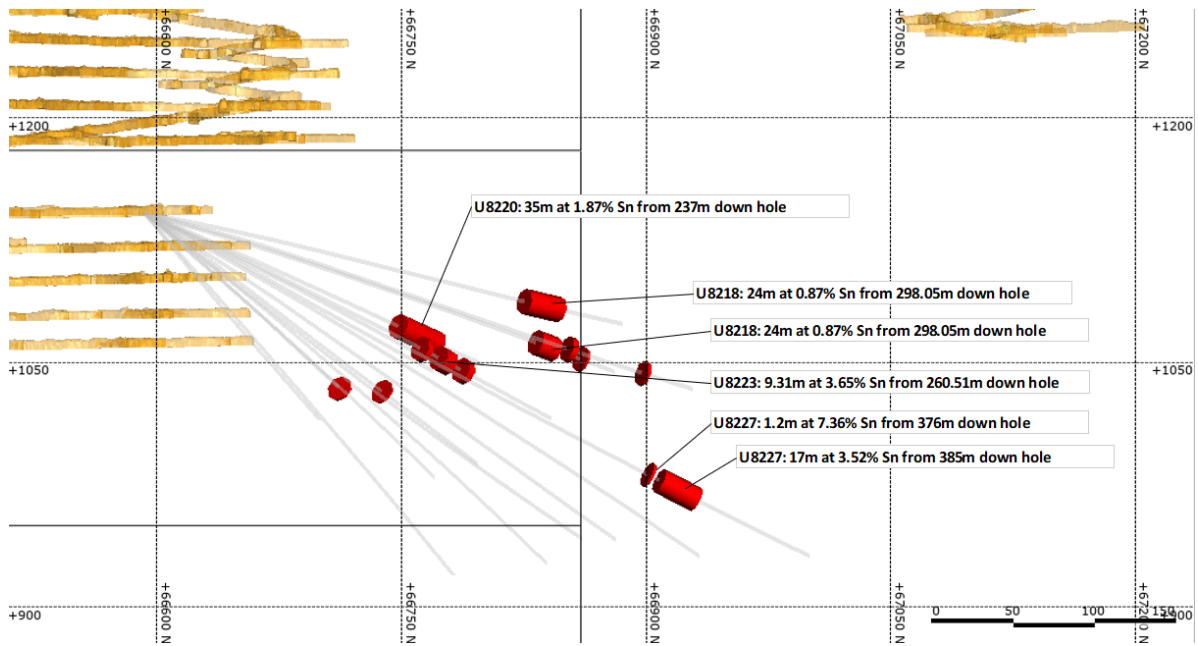 +66600 N
+66750 N
+66900 N
+67050 N
+67200 N
+1200
+1200
U8220: 35m at 1.87% Sn from 237m down hole
U8218: 24m at 0.87% Sn from 298.05m down hole
U8218: 24m at 0.87% Sn from 298.05m down hole
+1050
+1050
U8223: 9.31m at 3.65% Sn from 260.51m down hole
U8227: 1.2m at 7.36% Sn from 376m down hole
U8227: 17m at 3.52% Sn from 385m down hole
+900
+900
0
50
100
150
+66600 N
+66750 N
+66900 N
+67050 N
+67200 N